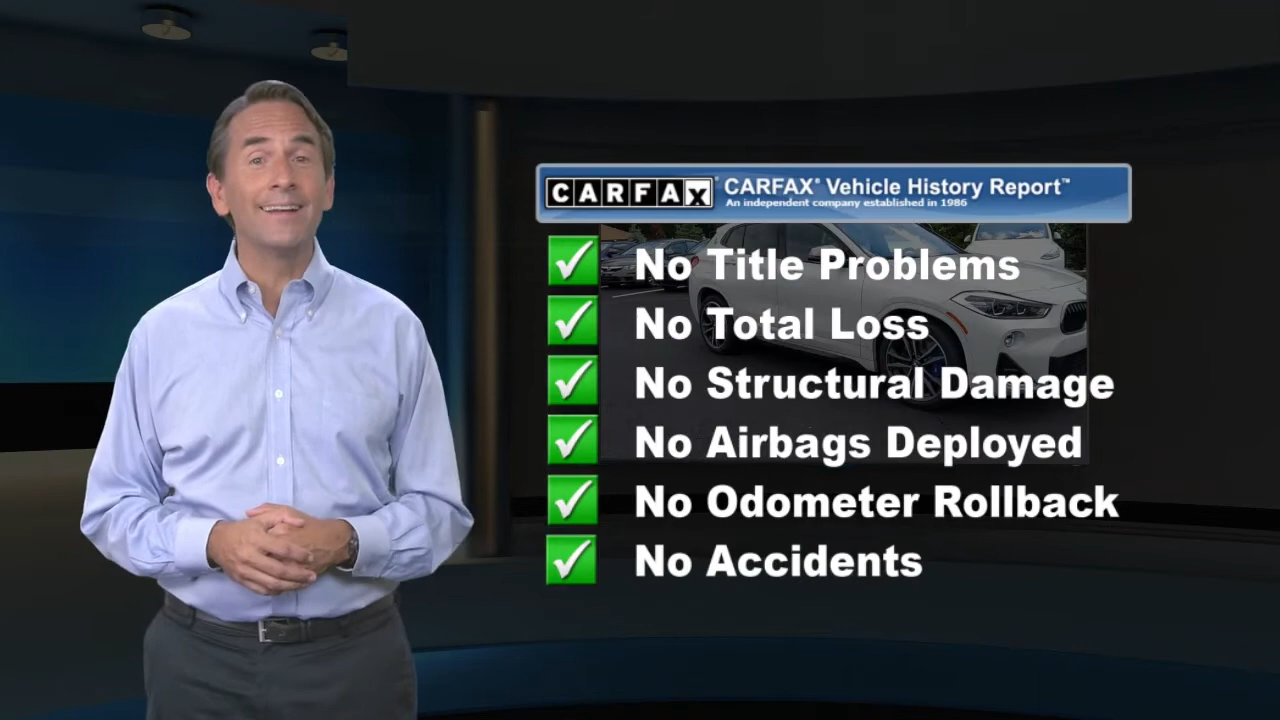 CARFAX® CARFAX® Vehicle History Report™
An independent company established in 1986
No Title Problems
No Total Loss
No Structural Damage
No Airbags Deployed
No Odometer Rollback
No Accidents